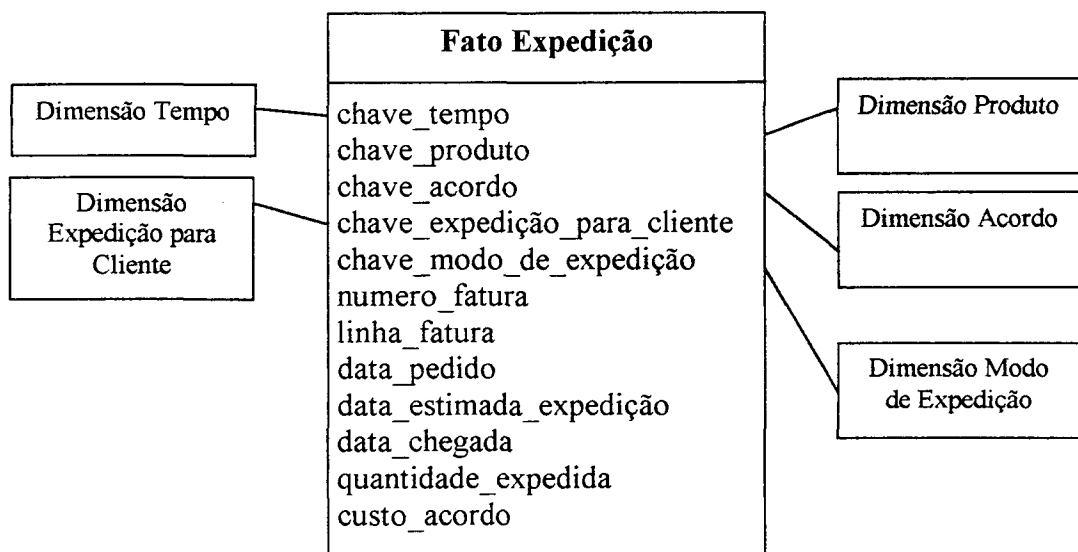 Fato Expedição
Dimensão Tempo
Dimensão
Expedição para
Cliente
chave_tempo
chave_produto
chave_acordo
chave_expedição_para_cliente
chave_modo_de_expedição
numero_fatura
linha_fatura
data_pedido
data_estimada_expedição
data_chegada
quantidade_expedida
custo_acordo
Dimensão Produto
Dimensão Acordo
Dimensão Modo
de Expedição